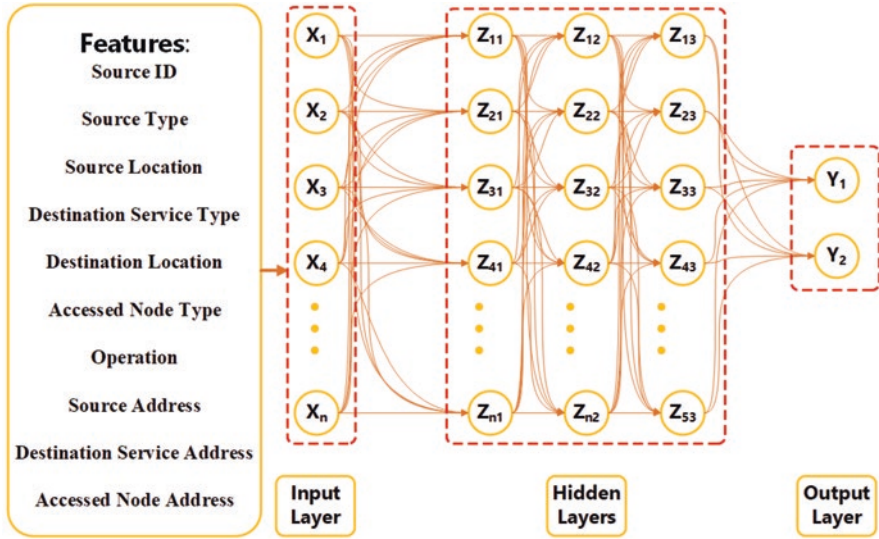 Features:
Source ID
Source Type
Source Location
Destination Service Type
Destination Location
Accessed Node Type
Operation
Source Address
Destination Service Address
Accessed Node Address
X1
X2
X3
X4
Xn
Z11 Z12 Z13
Z21 Z22 Z23
Z31 Z32 Z33
Z41 Z42 Z43
Zn1 Zn2 Z53
Y1
Y2
Input
Layer
Hidden
Layers
Output
Layer